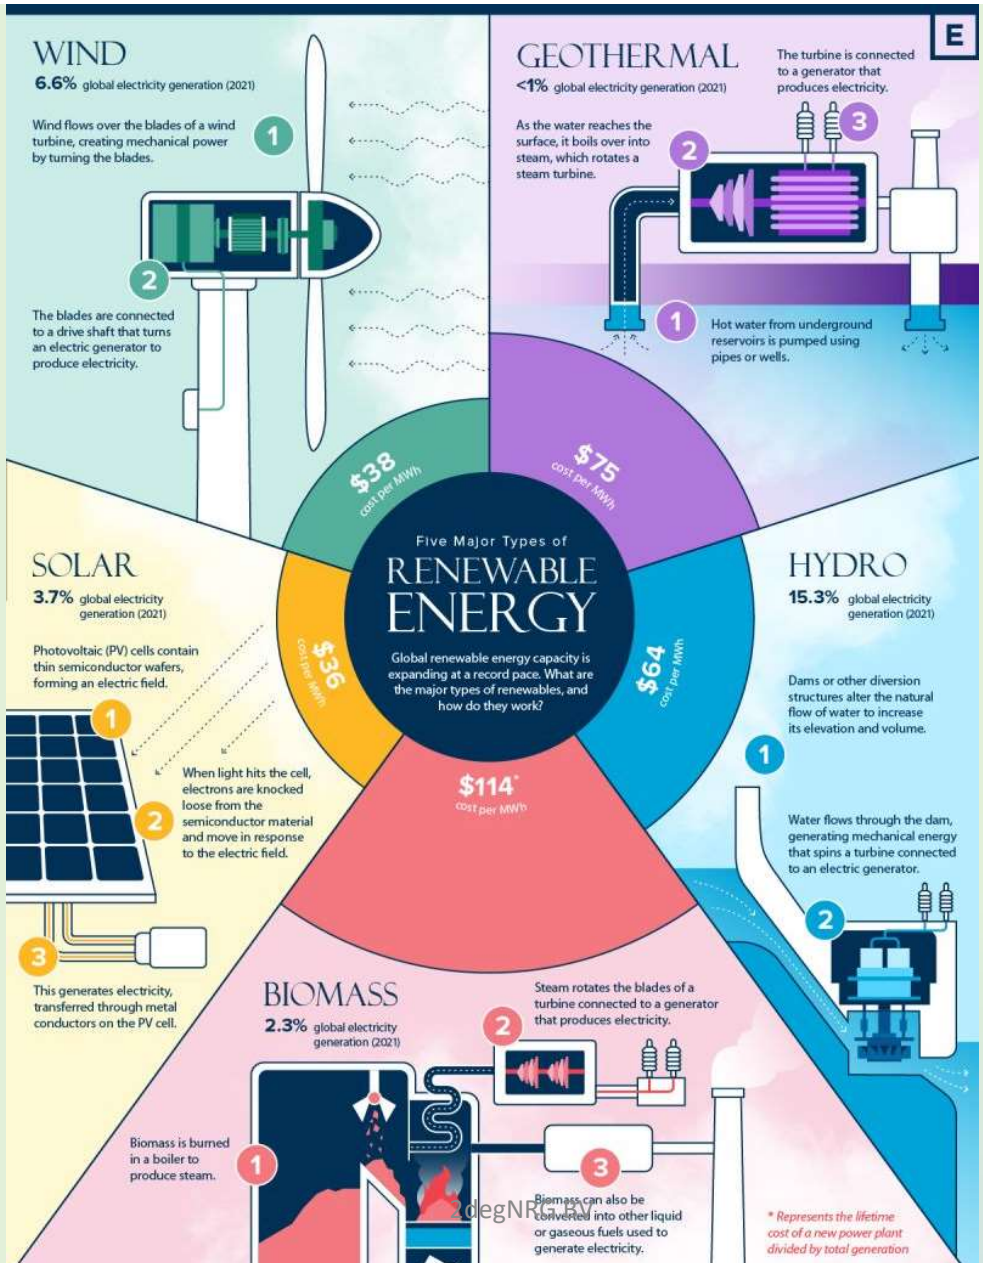 E
WIND
6.6% global electricity generation (2021)
Wind flows over the blades of a wind
turbine, creating mechanical power
by turning the blades.
1
2
The blades are connected
to a drive shaft that turns
an electric generator to
produce electricity.
GEOTHERMAL
<1% global electricity generation (2021)
As the water reaches the
surface, it boils over into
steam, which rotates a
steam turbine.
2
The turbine is connected
to a generator that
produces electricity.
3
1
Hot water from underground
reservoirs is pumped using
pipes or wells.
$38
cost per MWh
$75
cost per MWh
Five Major Types of
RENEWABLE
ENERGY
Global renewable energy capacity is
expanding at a record pace. What are
the major types of renewables, and
how do they work?
$36
cost per MWh
$64
cost per MWh
$114*
cost per MWh
SOLAR
3.7% global electricity
generation (2021)
Photovoltaic (PV) cells contain
thin semiconductor wafers,
forming an electric field.
1
When light hits the cell,
electrons are knocked
loose from the
semiconductor material
and move in response
to the electric field.
2
3
This generates electricity,
transferred through metal
conductors on the PV cell.
HYDRO
15.3% global electricity
generation (2021)
Dams or other diversion
structures alter the natural
flow of water to increase
its elevation and volume.
1
Water flows through the dam,
generating mechanical energy
that spins a turbine connected
to an electric generator.
2
BIOMASS
2.3% global electricity
generation (2021)
Steam rotates the blades of a
turbine connected to a generator
that produces electricity.
2
Biomass is burned
in a boiler to
produce steam.
1
3
Biomass can also be
converted into other liquid
or gaseous fuels used to
generate electricity.
2degNRG BV
* Represents the lifetime
cost of a new power plant
divided by total generation